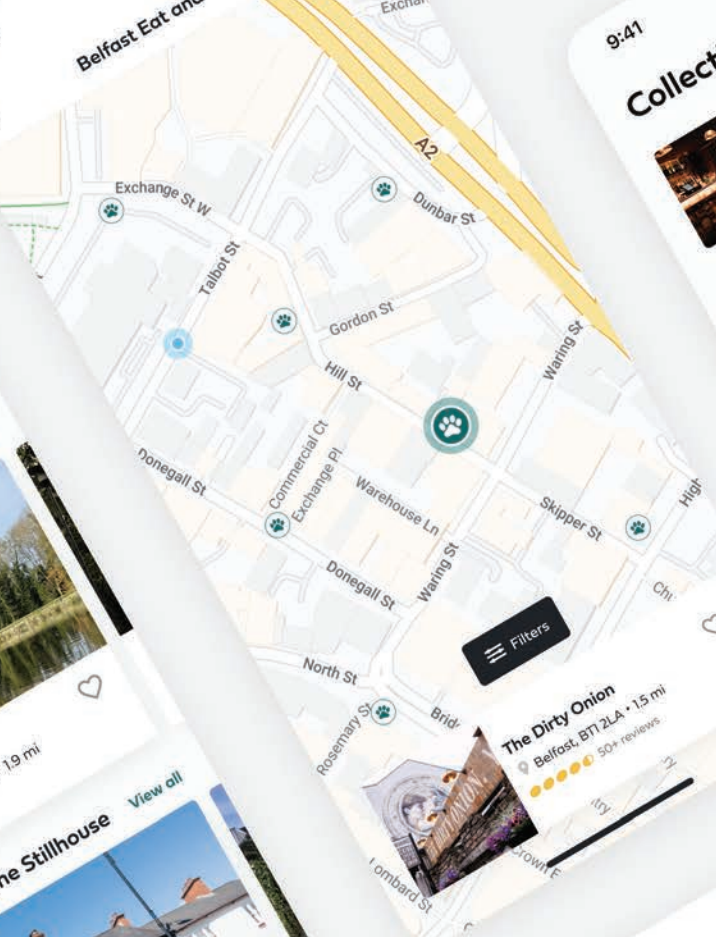 Belfast Eat and
9:41
A2
Exchange St W
Dunbar St
Talbot St
Gordon St
Waring St
Hill St
Commercial Ct
Exchange Pl
Donegall St
Warehouse Ln
Skipper St
High
Donegall St
Waring St
Filters
North St
Rosemary St
The Dirty Onion
Belfast, BT1 2LA • 1.5 mi
50+ reviews
ONION
1.9 mi
View all
Stillhouse
Lombard St